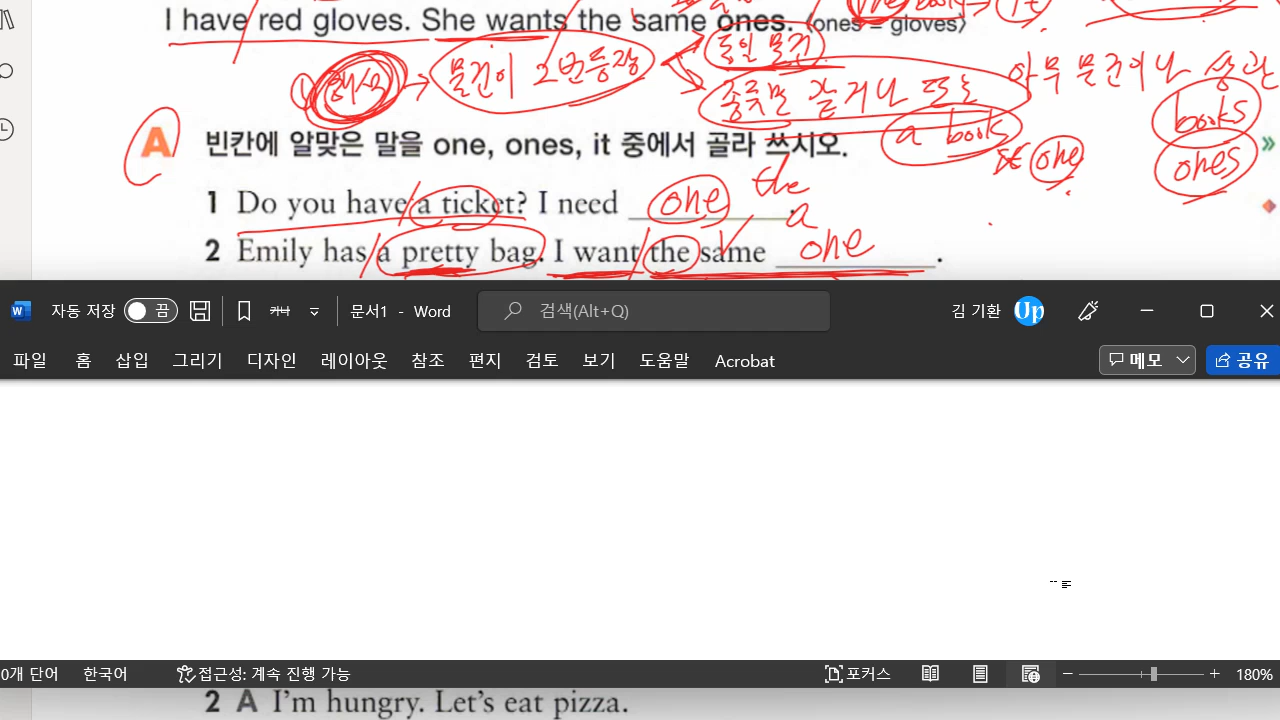 I have red gloves. She wants the same ones. (ones = gloves)
① 해석 → 물건이 2번등장
동일 물건
종류만 같거나 또는
아무 물건이나 상관
a book
one
books
ones
A 빈칸에 알맞은 말을 one, ones, it 중에서 골라 쓰시오.
1 Do you have a ticket? I need one.
the
a
2 Emily has a pretty bag. I want the same one.
자동 저장 끔 가나 문서1 - Word 검색(Alt+Q) 김 기환 Up
파일 홈 삽입 그리기 디자인 레이아웃 참조 편지 검토 보기 도움말 Acrobat 메모 공유
0개 단어 한국어 접근성: 계속 진행 가능 포커스 180%
2 A I'm hungry. Let's eat pizza.